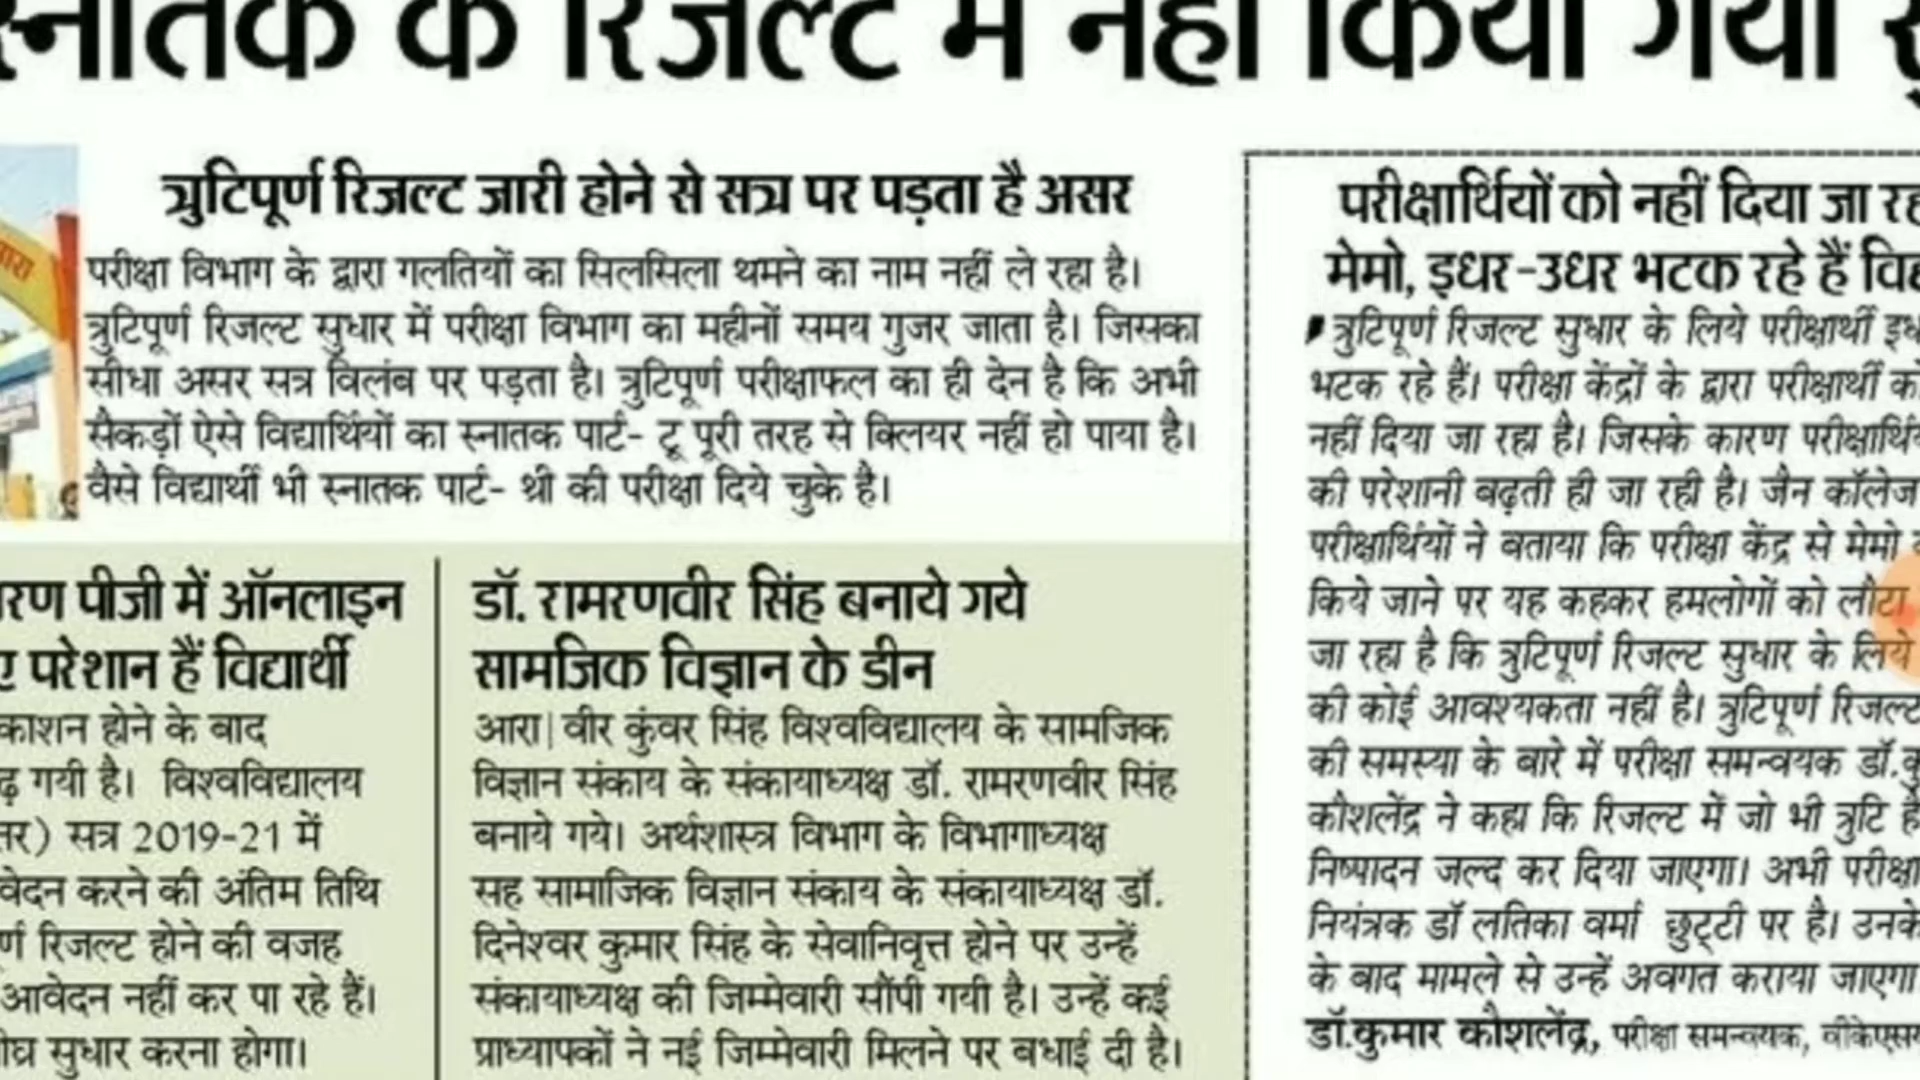 स्नातक के रिजल्ट में नहीं किया गया
त्रुटिपूर्ण रिजल्ट जारी होने से सत्र पर पड़ता है असर
परीक्षा विभाग के द्वारा गलतियों का सिलसिला थमने का नाम नहीं ले रहा है।
त्रुटिपूर्ण रिजल्ट सुधार में परीक्षा विभाग का महीनों समय गुजर जाता है। जिसका
सीधा असर सत्र विलंब पर पड़ता है। त्रुटिपूर्ण परीक्षाफल का ही देन है कि अभी
सैकड़ों ऐसे विद्यार्थियों का स्नातक पार्ट- टू पूरी तरह से क्लियर नहीं हो पाया है।
वैसे विद्यार्थी भी स्नातक पार्ट- थ्री की परीक्षा दिये चुके है।
पीजी में ऑनलाइन
परेशान हैं विद्यार्थी
होने के बाद
गयी है। विश्वविद्यालय
सत्र 2019-21 में
करने की अंतिम तिथि
रिजल्ट होने की वजह
आवेदन नहीं कर पा रहे हैं।
सुधार करना होगा।
डॉ. रामरणवीर सिंह बनाये गये
सामजिक विज्ञान के डीन
आरा| वीर कुंवर सिंह विश्वविद्यालय के सामजिक
विज्ञान संकाय के संकायाध्यक्ष डॉ. रामरणवीर सिंह
बनाये गये। अर्थशास्त्र विभाग के विभागाध्यक्ष
सह सामाजिक विज्ञान संकाय के संकायाध्यक्ष डॉ.
दिनेश्वर कुमार सिंह के सेवानिवृत्त होने पर उन्हें
संकायाध्यक्ष की जिम्मेवारी सौंपी गयी है। उन्हें कई
प्राध्यापकों ने नई जिम्मेवारी मिलने पर बधाई दी है।
परीक्षार्थियों को नहीं दिया जा
मेमो, इधर-उधर भटक रहे हैं
त्रुटिपूर्ण रिजल्ट सुधार के लिये परीक्षार्थी
भटक रहे हैं। परीक्षा केंद्रों के द्वारा परीक्षार्थी
नहीं दिया जा रहा है। जिसके कारण
की परेशानी बढ़ती ही जा रही है। जैन कॉलेज
परीक्षार्थियों ने बताया कि परीक्षा केंद्र से मेमो
किये जाने पर यह कहकर हमलोगों को लौटा
जा रहा है कि त्रुटिपूर्ण रिजल्ट सुधार के लिये
की कोई आवश्यकता नहीं है। त्रुटिपूर्ण रिजल्ट
की समस्या के बारे में परीक्षा समन्वयक डॉ.
कौशलेंद्र ने कहा कि रिजल्ट में जो भी त्रुटि
निष्पादन जल्द कर दिया जाएगा। अभी परीक्षा
नियंत्रक डॉ लतिका वर्मा छुट्टी पर है। उनके
के बाद मामले से उन्हें अवगत कराया जाएगा
डॉ.कुमार कौशलेंद्र, परीक्षा समन्वयक,